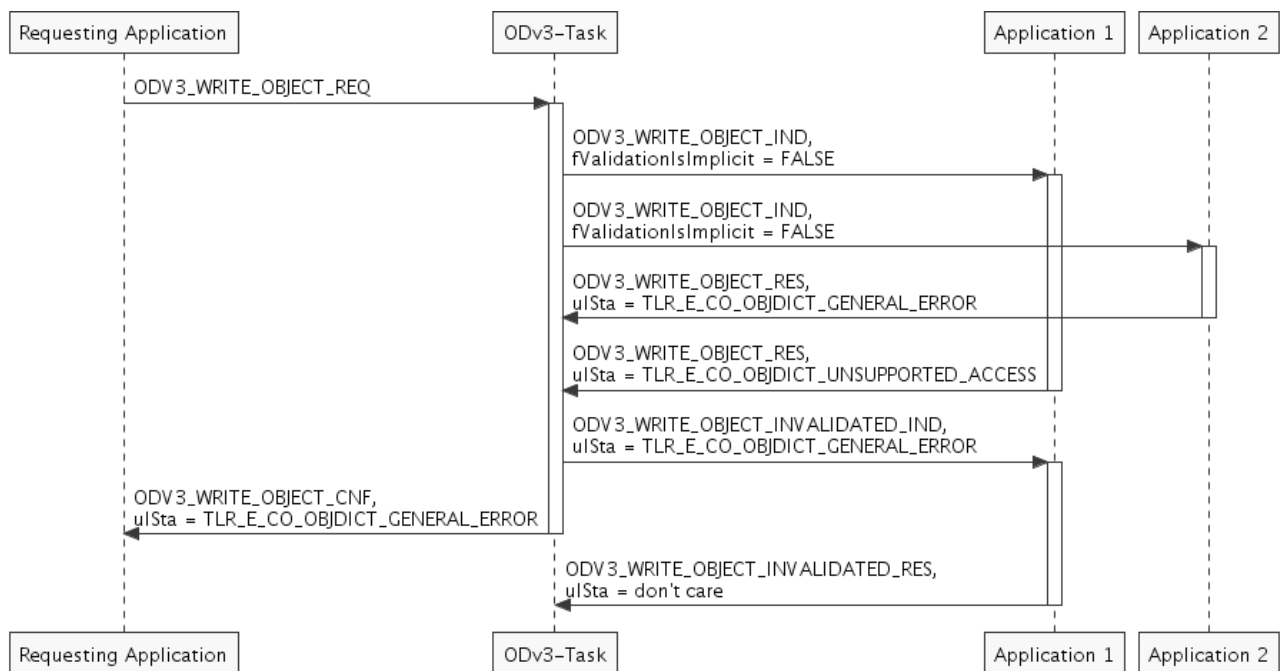 Requesting Application
ODv3-Task
Application 1
Application 2
ODV3_WRITE_OBJECT_REQ
ODV3_WRITE_OBJECT_IND,
fValidationIsImplicit = FALSE
ODV3_WRITE_OBJECT_IND,
fValidationIsImplicit = FALSE
ODV3_WRITE_OBJECT_RES,
ulSta = TLR_E_CO_OBJDICT_GENERAL_ERROR
ODV3_WRITE_OBJECT_RES,
ulSta = TLR_E_CO_OBJDICT_UNSUPPORTED_ACCESS
ODV3_WRITE_OBJECT_INVALIDATED_IND,
ulSta = TLR_E_CO_OBJDICT_GENERAL_ERROR
ODV3_WRITE_OBJECT_CNF,
ulSta = TLR_E_CO_OBJDICT_GENERAL_ERROR
ODV3_WRITE_OBJECT_INVALIDATED_RES,
ulSta = don't care
Requesting Application
ODv3-Task
Application 1
Application 2